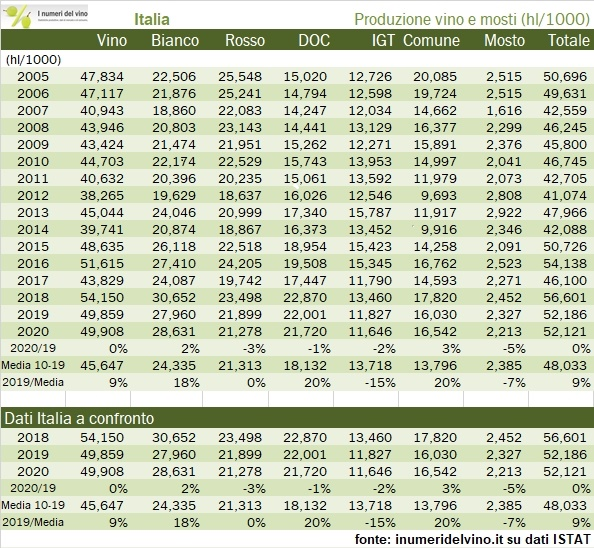 I numeri del vino
Italia Produzione vino e mosti (hl/1000)
Vino Bianco Rosso DOC IGT Comune Mosto Totale
(hl/1000)
2005 47,834 22,506 25,548 15,020 12,726 20,085 2,515 50,696
2006 47,117 21,876 25,241 14,794 12,598 19,724 2,515 49,631
2007 40,943 18,860 22,083 14,247 12,034 14,662 1,616 42,559
2008 43,946 20,803 23,143 14,441 13,129 16,377 2,299 46,245
2009 43,424 21,474 21,951 15,262 12,271 15,891 2,376 45,800
2010 44,703 22,174 22,529 15,743 13,953 14,997 2,041 46,745
2011 40,632 20,396 20,235 15,061 13,592 11,979 2,073 42,705
2012 38,265 19,629 18,637 16,026 12,546 9,693 2,808 41,074
2013 45,044 24,046 20,999 17,340 15,787 11,917 2,922 47,966
2014 39,741 20,874 18,867 16,373 13,452 9,916 2,346 42,088
2015 48,635 26,118 22,518 18,954 15,423 14,258 2,091 50,726
2016 51,615 27,410 24,205 19,508 15,345 16,762 2,523 54,138
2017 43,829 24,087 19,742 17,447 11,790 14,593 2,271 46,100
2018 54,150 30,652 23,498 22,870 13,460 17,820 2,452 56,601
2019 49,859 27,960 21,899 22,001 11,827 16,030 2,327 52,186
2020 49,908 28,631 21,278 21,720 11,646 16,542 2,213 52,121
2020/19 0% 2% -3% -1% -2% 3% -5% 0%
Media 10-19 45,647 24,335 21,313 18,132 13,718 13,796 2,385 48,033
2019/Media 9% 18% 0% 20% -15% 20% -7% 9%
Dati Italia a confronto
2018 54,150 30,652 23,498 22,870 13,460 17,820 2,452 56,601
2019 49,859 27,960 21,899 22,001 11,827 16,030 2,327 52,186
2020 49,908 28,631 21,278 21,720 11,646 16,542 2,213 52,121
2020/19 0% 2% -3% -1% -2% 3% -5% 0%
Media 10-19 45,647 24,335 21,313 18,132 13,718 13,796 2,385 48,033
2019/Media 9% 18% 0% 20% -15% 20% -7% 9%
fonte: inumeridelvino.it su dati ISTAT